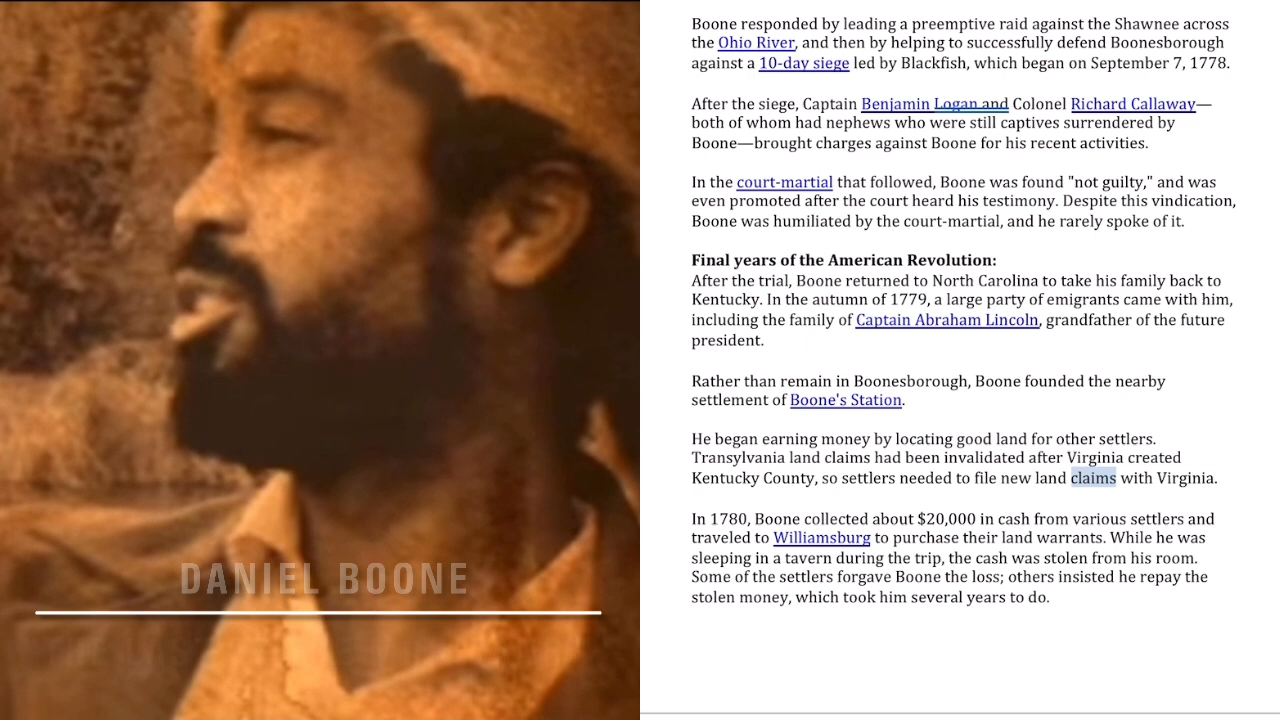 DANIEL BOONE
Boone responded by leading a preemptive raid against the Shawnee across
the Ohio River, and then by helping to successfully defend Boonesborough
against a 10-day siege led by Blackfish, which began on September 7, 1778.
After the siege, Captain Benjamin Logan and Colonel Richard Callaway—
both of whom had nephews who were still captives surrendered by
Boone—brought charges against Boone for his recent activities.
In the court-martial that followed, Boone was found "not guilty," and was
even promoted after the court heard his testimony. Despite this vindication,
Boone was humiliated by the court-martial, and he rarely spoke of it.
Final years of the American Revolution:
After the trial, Boone returned to North Carolina to take his family back to
Kentucky. In the autumn of 1779, a large party of emigrants came with him,
including the family of Captain Abraham Lincoln, grandfather of the future
president.
Rather than remain in Boonesborough, Boone founded the nearby
settlement of Boone's Station.
He began earning money by locating good land for other settlers.
Transylvania land claims had been invalidated after Virginia created
Kentucky County, so settlers needed to file new land claims with Virginia.
In 1780, Boone collected about $20,000 in cash from various settlers and
traveled to Williamsburg to purchase their land warrants. While he was
sleeping in a tavern during the trip, the cash was stolen from his room.
Some of the settlers forgave Boone the loss; others insisted he repay the
stolen money, which took him several years to do.